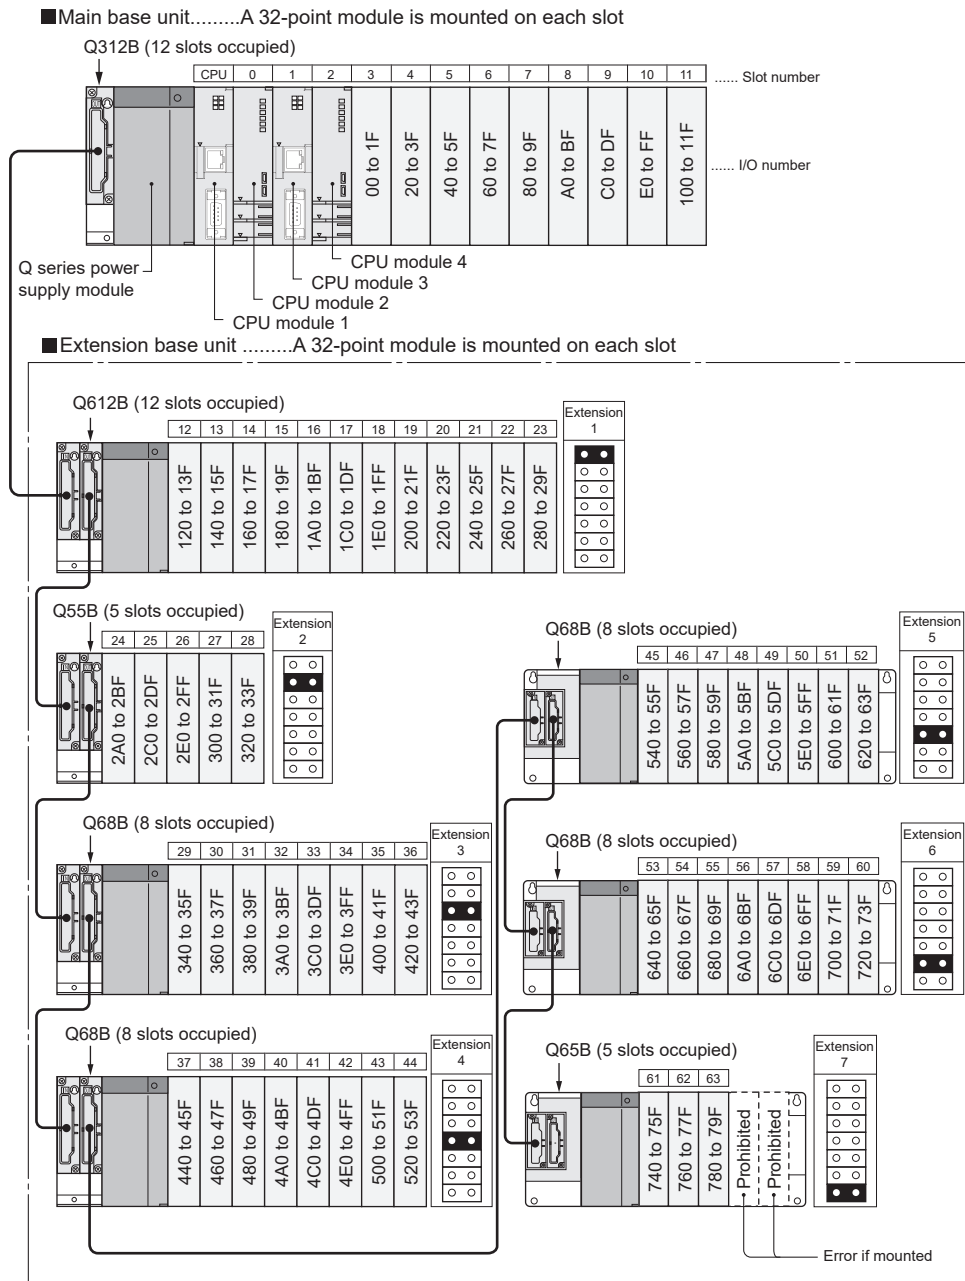 ■Main base unit.........A 32-point module is mounted on each slot
Q312B (12 slots occupied)
CPU 0 1 2 3 4 5 6 7 8 9 10 11 ...... Slot number
00 to 1F
20 to 3F
40 to 5F
60 to 7F
80 to 9F
A0 to BF
C0 to DF
E0 to FF
100 to 11F
...... I/O number
Q series power
supply module
CPU module 4
CPU module 3
CPU module 2
CPU module 1
■Extension base unit .........A 32-point module is mounted on each slot
Q612B (12 slots occupied)
12 13 14 15 16 17 18 19 20 21 22 23
120 to 13F
140 to 15F
160 to 17F
180 to 19F
1A0 to 1BF
1C0 to 1DF
1E0 to 1FF
200 to 21F
220 to 23F
240 to 25F
260 to 27F
280 to 29F
Extension
1
Q55B (5 slots occupied)
24 25 26 27 28
2A0 to 2BF
2C0 to 2DF
2E0 to 2FF
300 to 31F
320 to 33F
Extension
2
Q68B (8 slots occupied)
29 30 31 32 33 34 35 36
340 to 35F
360 to 37F
380 to 39F
3A0 to 3BF
3C0 to 3DF
3E0 to 3FF
400 to 41F
420 to 43F
Extension
3
Q68B (8 slots occupied)
37 38 39 40 41 42 43 44
440 to 45F
460 to 47F
480 to 49F
4A0 to 4BF
4C0 to 4DF
4E0 to 4FF
500 to 51F
520 to 53F
Extension
4
Q68B (8 slots occupied)
45 46 47 48 49 50 51 52
540 to 55F
560 to 57F
580 to 59F
5A0 to 5BF
5C0 to 5DF
5E0 to 5FF
600 to 61F
620 to 63F
Extension
5
Q68B (8 slots occupied)
53 54 55 56 57 58 59 60
640 to 65F
660 to 67F
680 to 69F
6A0 to 6BF
6C0 to 6DF
6E0 to 6FF
700 to 71F
720 to 73F
Extension
6
Q65B (5 slots occupied)
61 62 63
740 to 75F
760 to 77F
780 to 79F
Prohibited
Prohibited
Extension
7
Error if mounted